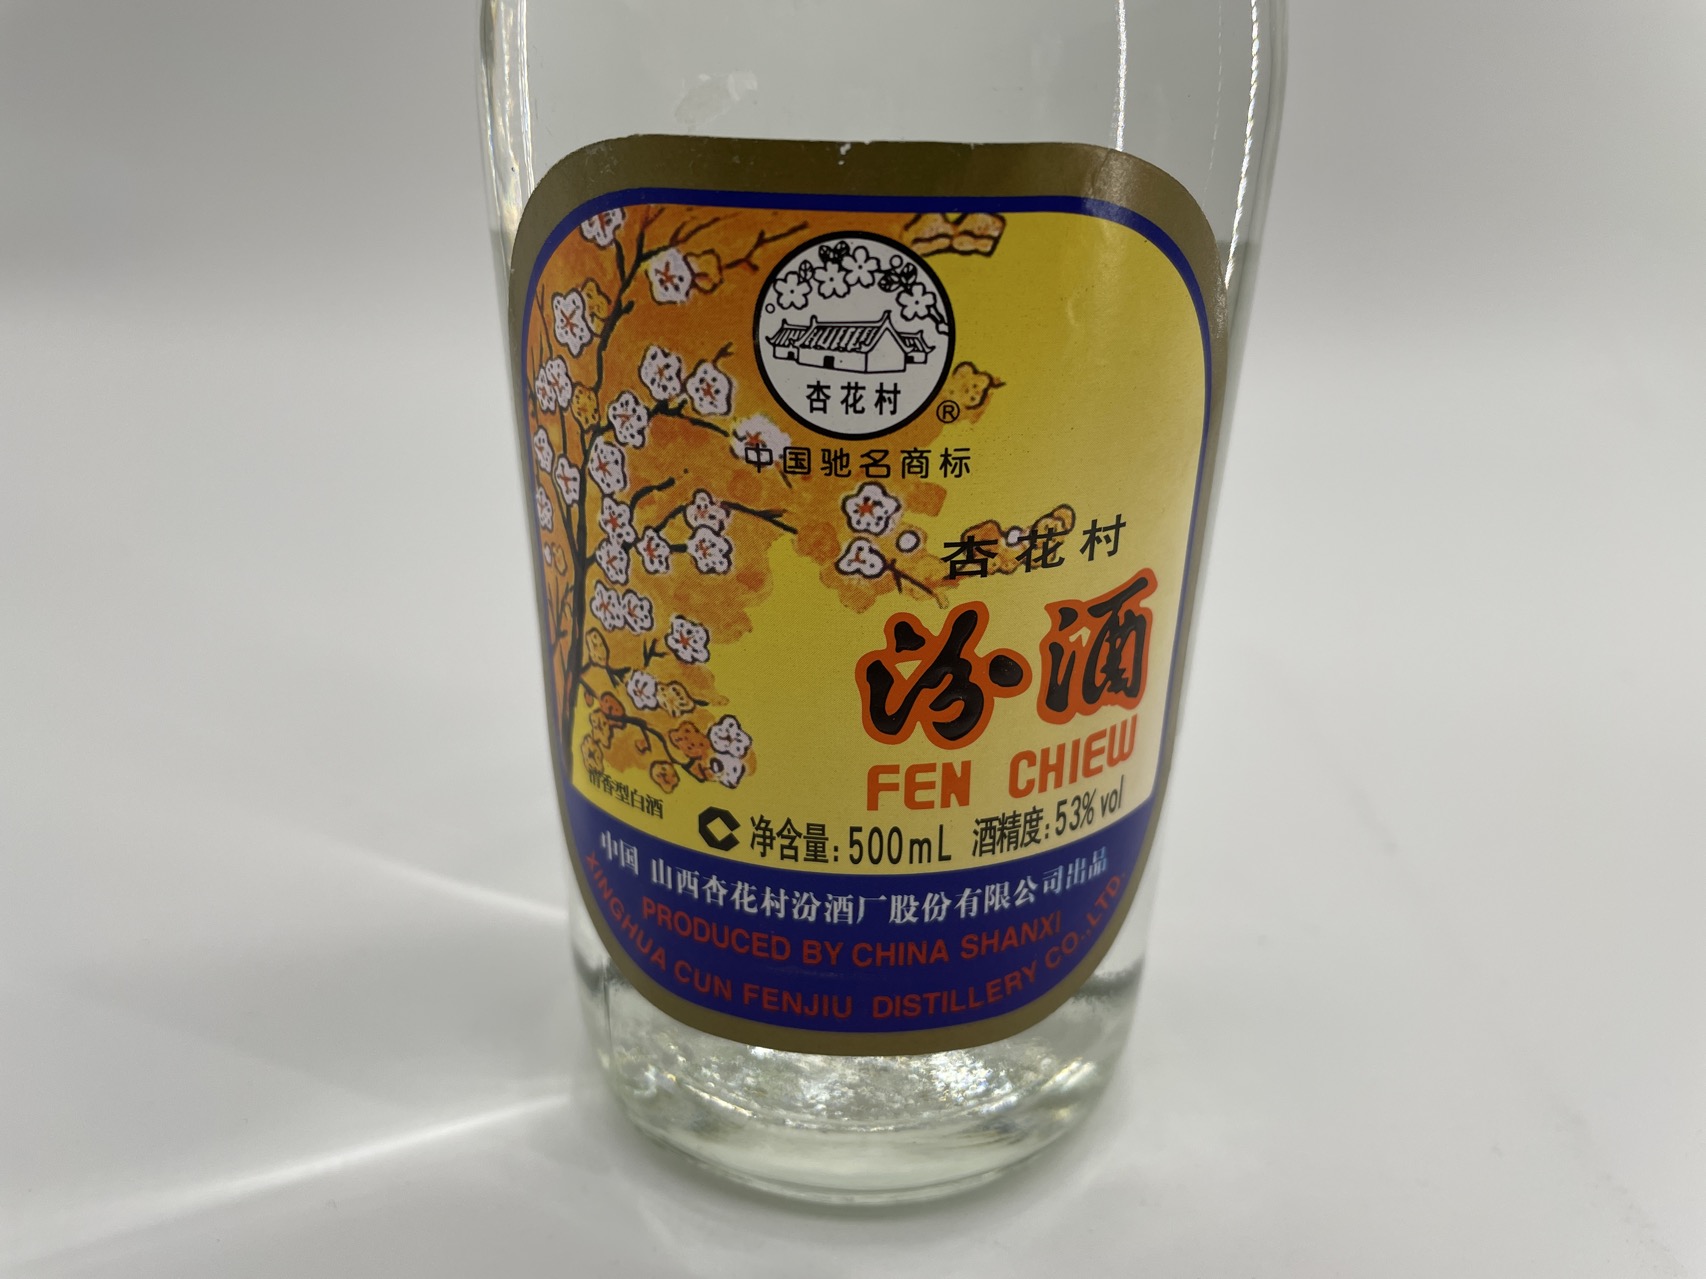 杏花村
®
中国驰名商标
杏花村
汾酒
FEN CHIEW
清香型白酒
净含量:500mL 酒精度:53%vol
中国 山西杏花村汾酒厂股份有限公司出品
PRODUCED BY CHINA SHANXI
XINGHUA CUN FENJIU DISTILLERY CO.,LTD.